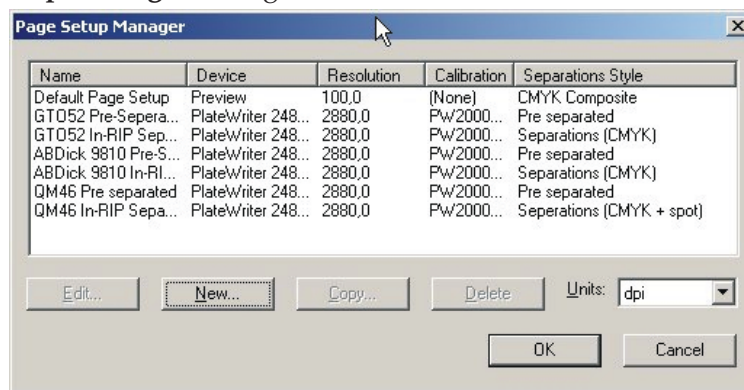 Page Setup Manager
Name Device Resolution Calibration Separations Style
Default Page Setup Preview 100,0 (None) CMYK Composite
GTO52 Pre-Sepera... PlateWriter 248... 2880,0 PW2000... Pre separated
GTO52 In-RIP Sep... PlateWriter 248... 2880,0 PW2000... Separations (CMYK)
ABDick 9810 Pre-S... PlateWriter 248... 2880,0 PW2000... Pre separated
ABDick 9810 In-RI... PlateWriter 248... 2880,0 PW2000... Separations (CMYK)
QM46 Pre separated PlateWriter 248... 2880,0 PW2000... Pre separated
QM46 In-RIP Sepa... PlateWriter 248... 2880,0 PW2000... Seperations (CMYK + spot)
Edit... New... Copy... Delete Units: dpi
OK Cancel